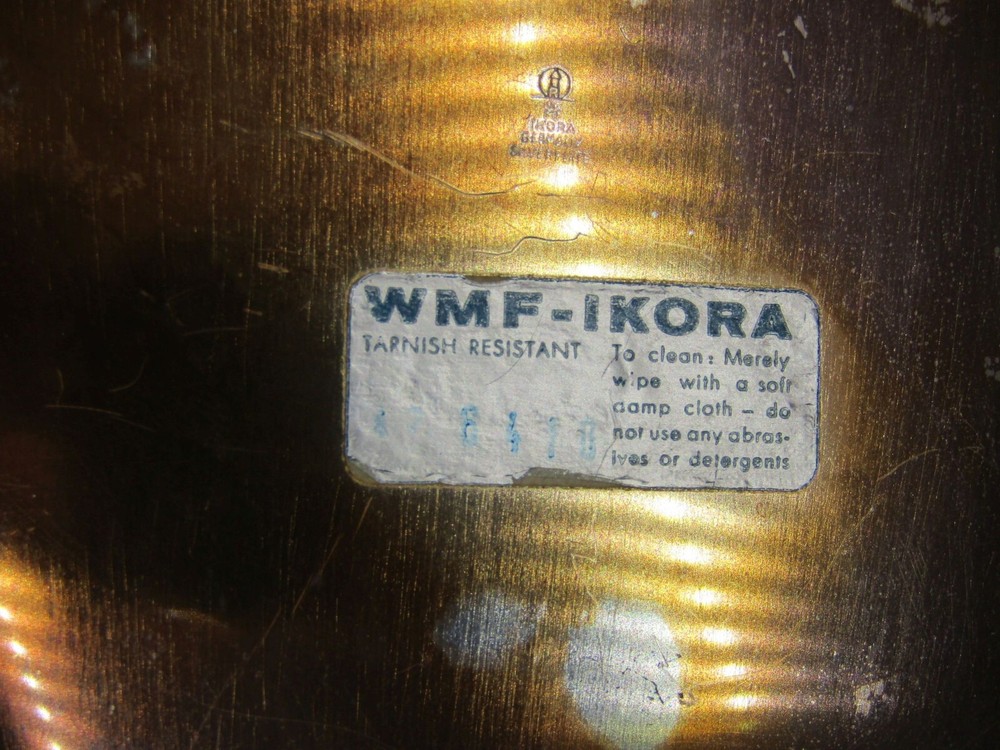 IKORA
GERMANY
WMF-IKORA
TARNISH RESISTANT
To clean: Merely
wipe with a soft
damp cloth - do
not use any abras-
ives or detergents